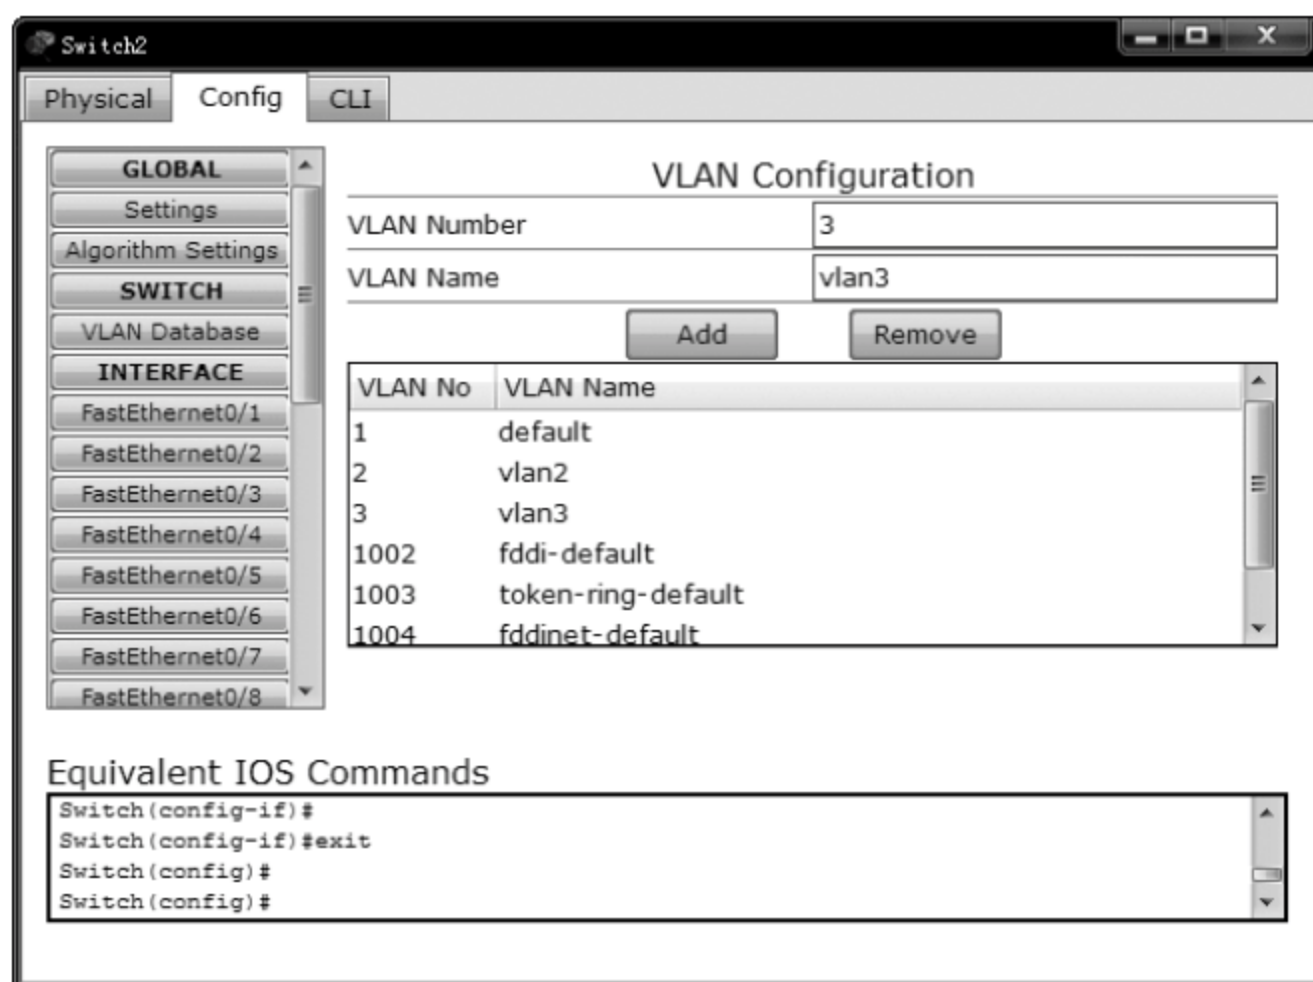 Switch2
Physical Config CLI
GLOBAL
Settings
Algorithm Settings
SWITCH
VLAN Database
INTERFACE
FastEthernet0/1
FastEthernet0/2
FastEthernet0/3
FastEthernet0/4
FastEthernet0/5
FastEthernet0/6
FastEthernet0/7
FastEthernet0/8
VLAN Configuration
VLAN Number 3
VLAN Name vlan3
Add Remove
VLAN No VLAN Name
1 default
2 vlan2
3 vlan3
1002 fddi-default
1003 token-ring-default
1004 fddinet-default
Equivalent IOS Commands
Switch(config-if)#
Switch(config-if)#exit
Switch(config)#
Switch(config)#